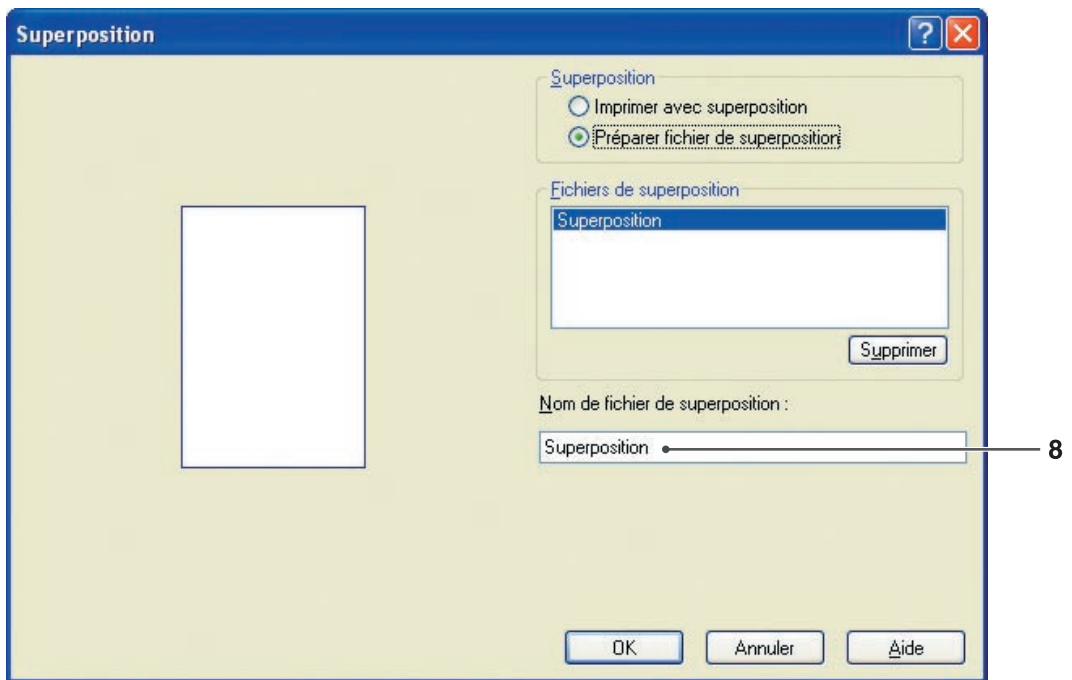 Superposition
Superposition
Imprimer avec superposition
Préparer fichier de superposition
Fichiers de superposition
Superposition
Supprimer
Nom de fichier de superposition :
Superposition
8
OK
Annuler
Aide